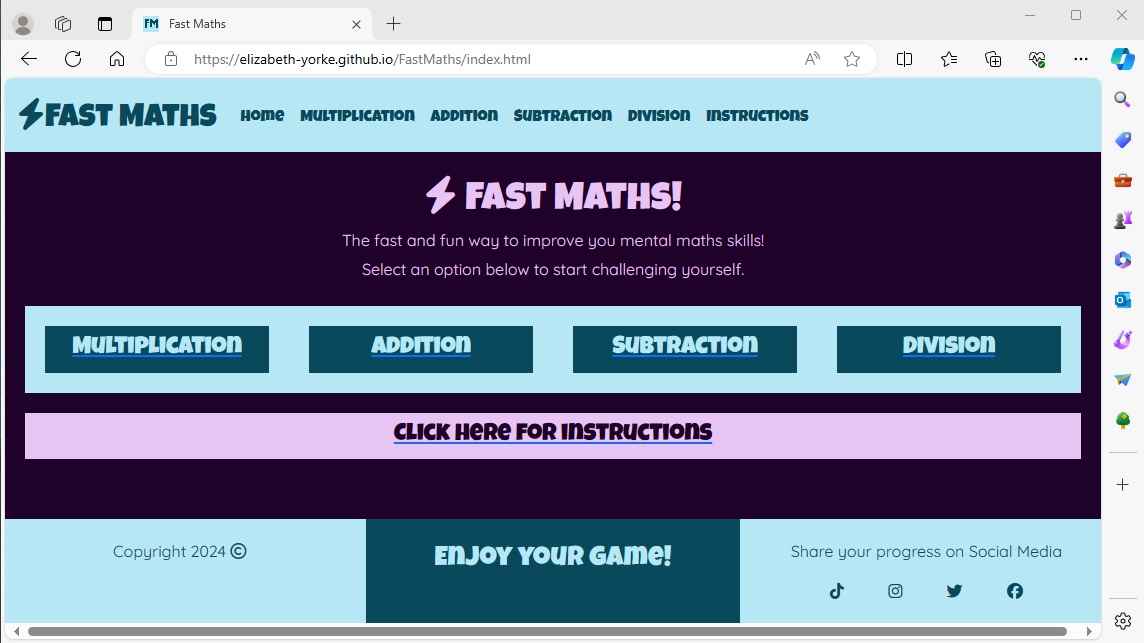 FM Fast Maths
https://elizabeth-yorke.github.io/FastMaths/index.html
FAST MATHS Home Multiplication Addition Subtraction Division Instructions
Fast Maths!
The fast and fun way to improve you mental maths skills!
Select an option below to start challenging yourself.
Multiplication Addition Subtraction Division
Click Here for Instructions
Copyright 2024 © Enjoy your game! Share your progress on Social Media